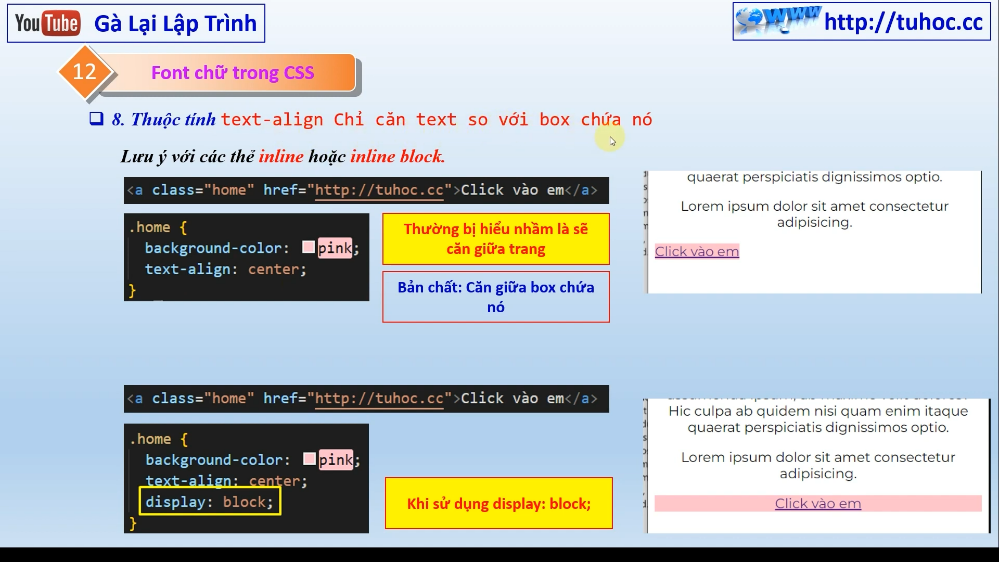 YouTube Gà Lại Lập Trình
www http://tuhoc.cc
12 Font chữ trong CSS
8. Thuộc tính text-align Chỉ căn text so với box chứa nó
Lưu ý với các thẻ inline hoặc inline block.
<a class="home" href="http://tuhoc.cc">Click vào em</a>
.home {
background-color: pink;
text-align: center;
}
Thường bị hiểu nhầm là sẽ
căn giữa trang
Bản chất: Căn giữa box chứa
nó
quaerat perspiciatis dignissimos optio.
Lorem ipsum dolor sit amet consectetur
adipisicing.
Click vào em
<a class="home" href="http://tuhoc.cc">Click vào em</a>
.home {
background-color: pink;
text-align: center;
display: block;
}
Khi sử dụng display: block;
Hic culpa ab quidem nisi quam enim itaque
quaerat perspiciatis dignissimos optio.
Lorem ipsum dolor sit amet consectetur
adipisicing.
Click vào em